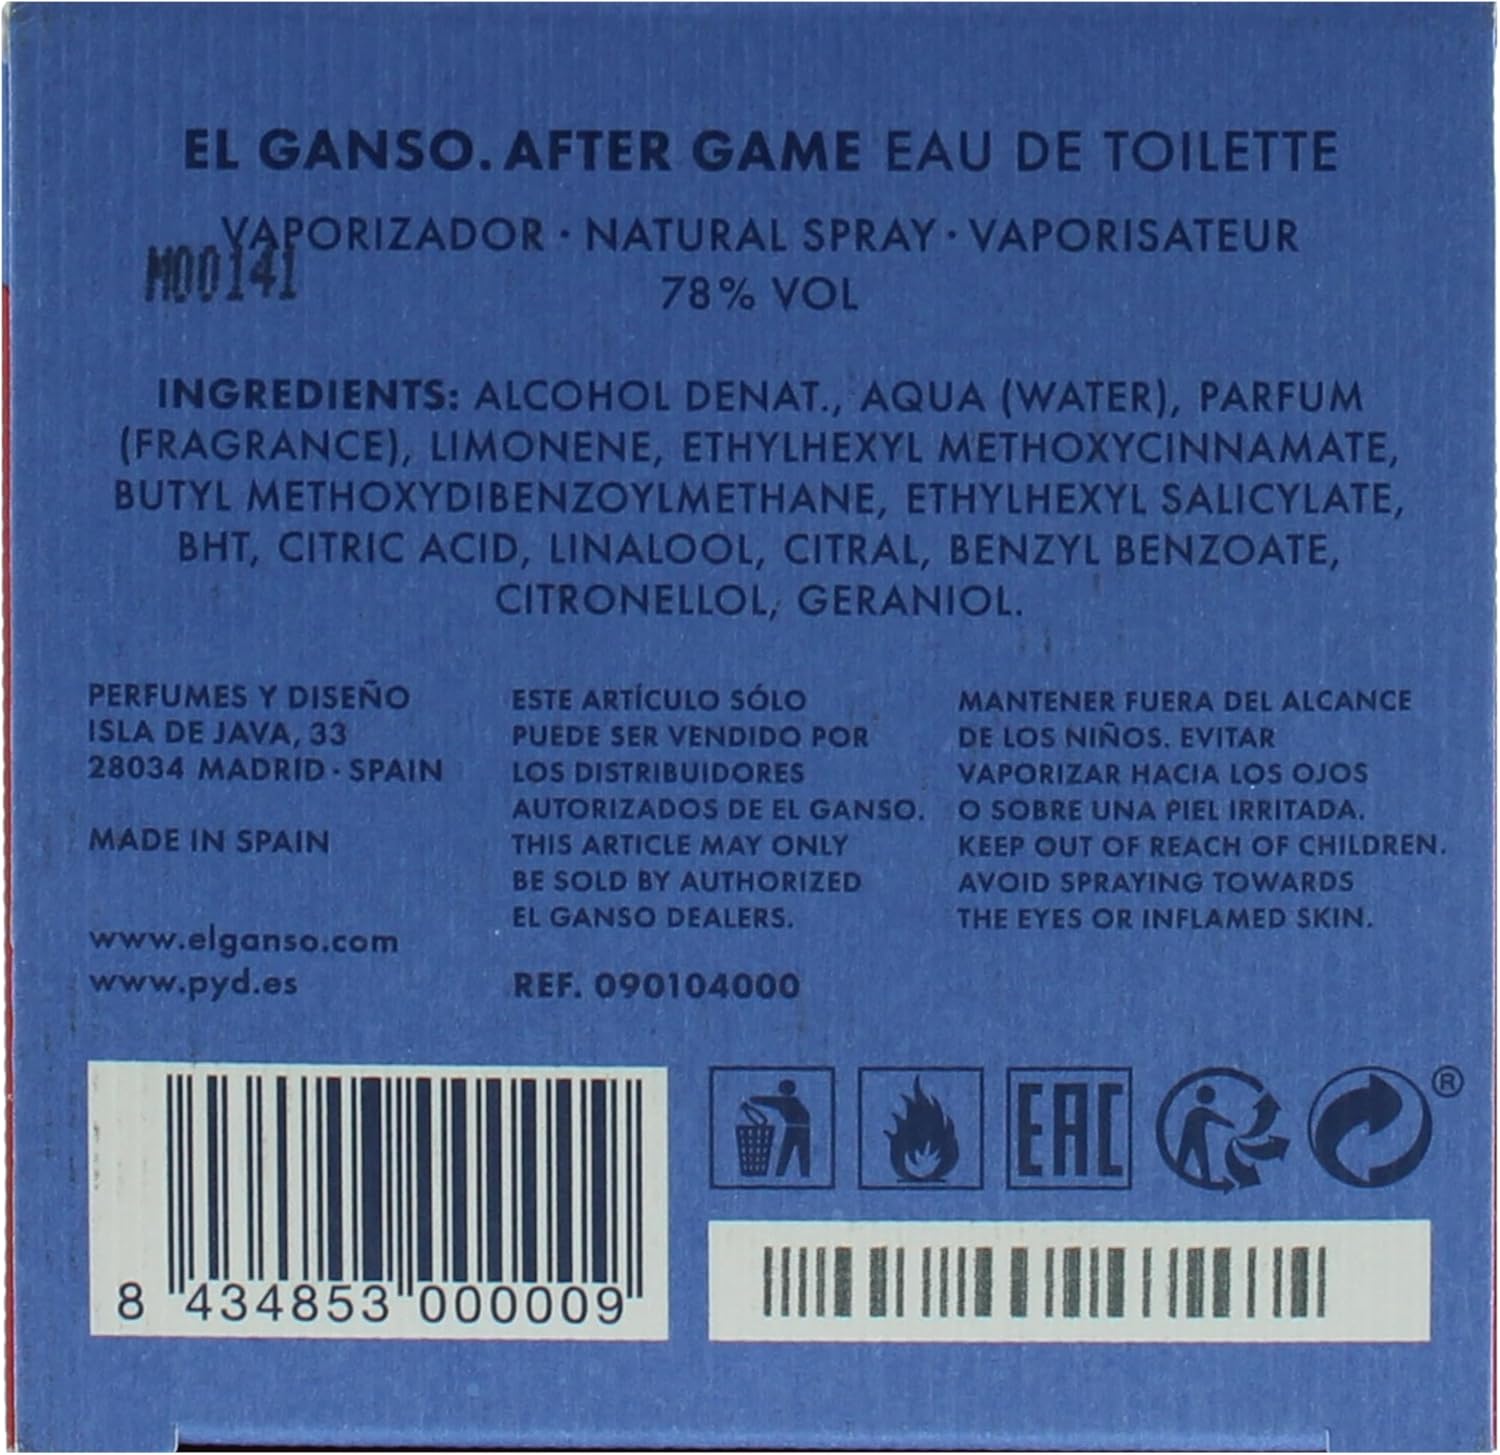 EL GANSO. AFTER GAME EAU DE TOILETTE
VAPORIZADOR · NATURAL SPRAY · VAPORISATEUR
M00141
78% VOL
INGREDIENTS: ALCOHOL DENAT., AQUA (WATER), PARFUM
(FRAGRANCE), LIMONENE, ETHYLHEXYL METHOXYCINNAMATE,
BUTYL METHOXYDIBENZOYLMETHANE, ETHYLHEXYL SALICYLATE,
BHT, CITRIC ACID, LINALOOL, CITRAL, BENZYL BENZOATE,
CITRONELLOL, GERANIOL.
PERFUMES Y DISEÑO
ISLA DE JAVA, 33
28034 MADRID · SPAIN
MADE IN SPAIN
www.elganso.com
www.pyd.es
ESTE ARTÍCULO SÓLO
PUEDE SER VENDIDO POR
LOS DISTRIBUIDORES
AUTORIZADOS DE EL GANSO.
THIS ARTICLE MAY ONLY
BE SOLD BY AUTHORIZED
EL GANSO DEALERS.
REF. 090104000
MANTENER FUERA DEL ALCANCE
DE LOS NIÑOS. EVITAR
VAPORIZAR HACIA LOS OJOS
O SOBRE UNA PIEL IRRITADA.
KEEP OUT OF REACH OF CHILDREN.
AVOID SPRAYING TOWARDS
THE EYES OR INFLAMED SKIN.
8 434853 000009
EAC
®